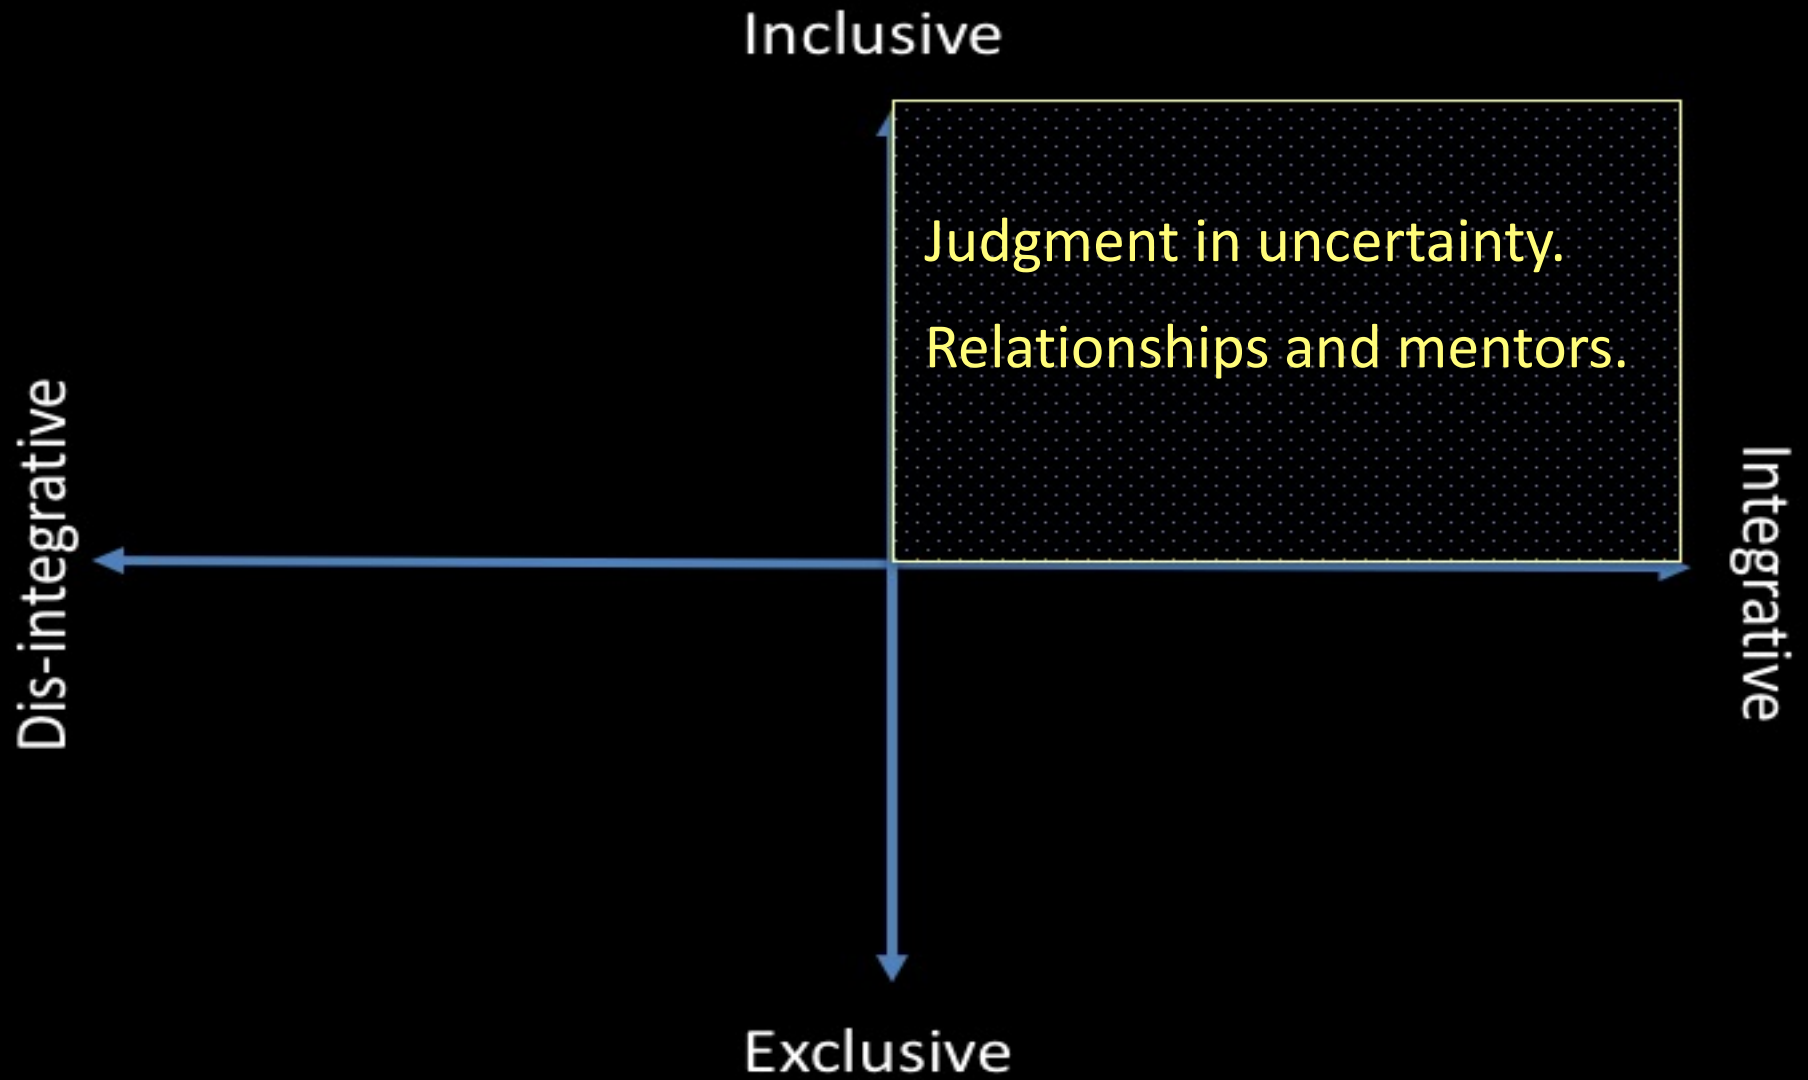 Inclusive
Judgment in uncertainty.
Relationships and mentors.
Dis-integrative
Integrative
Exclusive